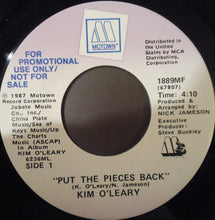 MOTOWN
FOR
PROMOTIONAL
USE ONLY/
NOT FOR
SALE
Distributed
in the
United
States by
MCA
Distributing
Corporation
1889MF
(67807)
℗ 1987 Motown
Record Corporation
Jobete Music
Co., Inc./
China Plate
Music/Sea of
Keys Music/Up
The Charts
Music (ASCAP)
In Album
KIM O'LEARY
6236ML
SIDE 1
Time: 4:10
Produced &
Arranged by
NICK JAMESON
Executive
Producer:
Steve Buckley
"PUT THE PIECES BACK"
(K. O'Leary/N. Jameson)
KIM O'LEARY